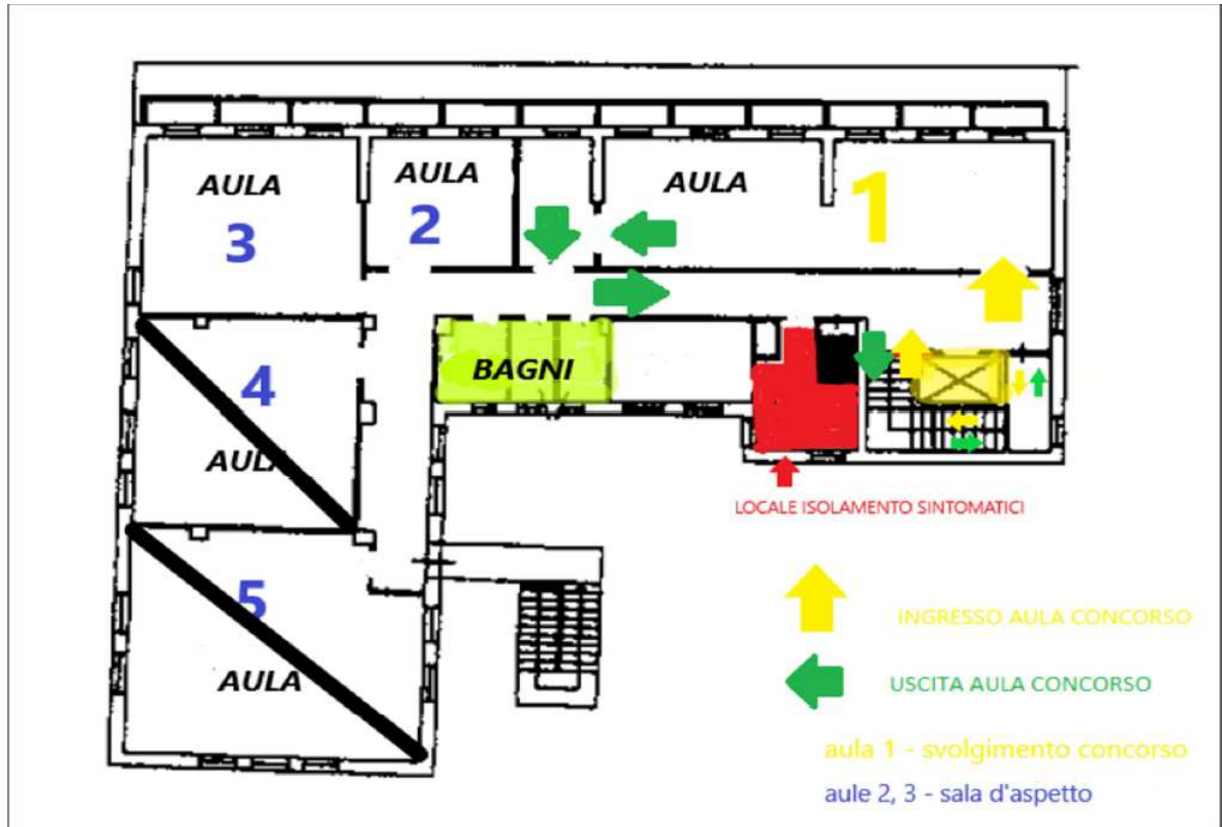 AULA
3
AULA
2
AULA
1
4
AULA
BAGNI
5
AULA
LOCALE ISOLAMENTO SINTOMATICI
INGRESSO AULA CONCORSO
USCITA AULA CONCORSO
aula 1 - svolgimento concorso
aule 2, 3 - sala d'aspetto